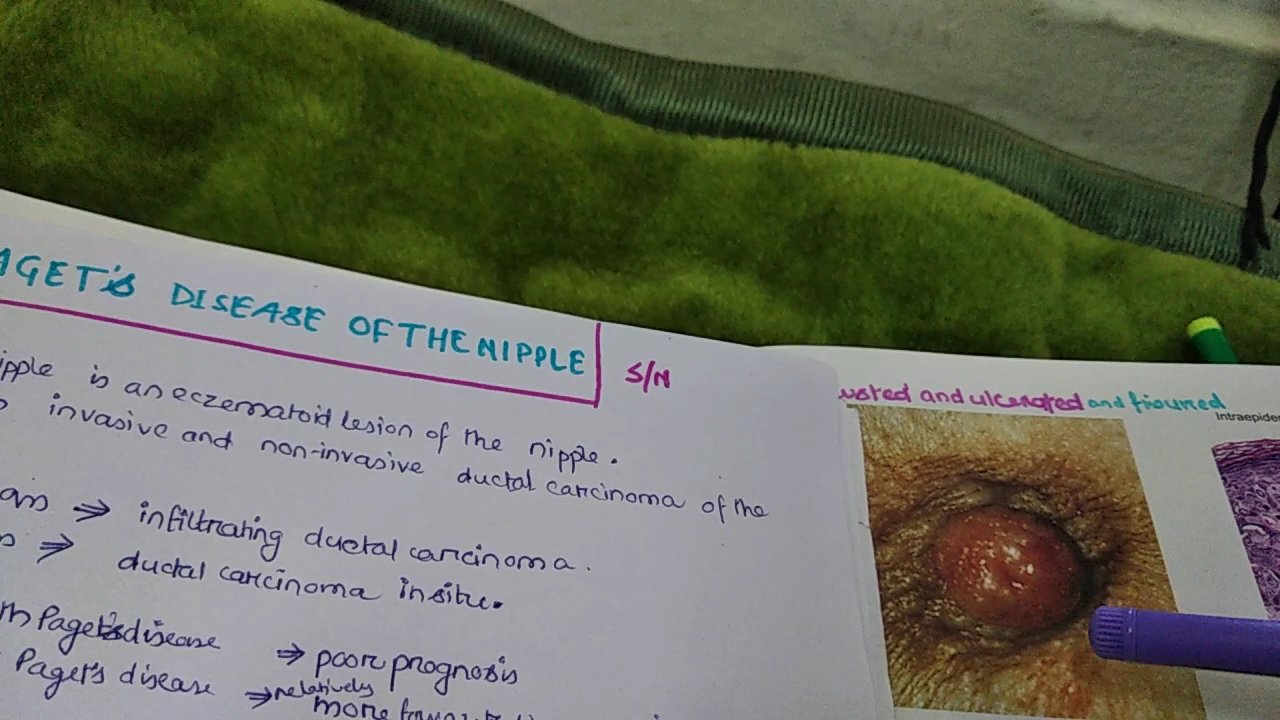 AGET'S DISEASE OF THE NIPPLE
S/N
ipple is an eczematoid lesion of the nipple.
invasive and non-invasive ductal carcinoma of the
⇒ infiltrating ductal carcinoma.
⇒ ductal carcinoma insitu.
Paget's disease ⇒ poor prognosis
Paget's disease ⇒ relatively
more
usted and ulcerated and fissured
Intraepider